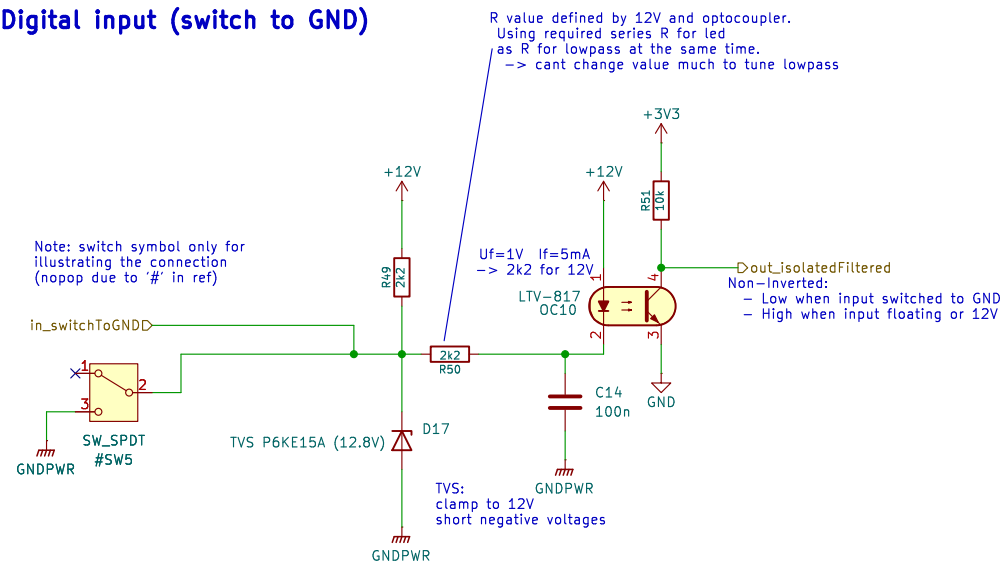 Digital input (switch to GND)
R value defined by 12V and optocoupler.
Using required series R for led
as R for lowpass at the same time.
-> cant change value much to tune lowpass
+3V3
+12V
+12V
R51
10k
Note: switch symbol only for
illustrating the connection
(nopop due to '#' in ref)
Uf=1V If=5mA
-> 2k2 for 12V
R49
2k2
1
4
out_isolatedFiltered
Non-Inverted:
- Low when input switched to GND
- High when input floating or 12V
LTV-817
OC10
in_switchToGND
2
3
2k2
R50
1
2
3
GND
C14
100n
D17
TVS P6KE15A (12.8V)
SW_SPDT
#SW5
GNDPWR
GNDPWR
TVS:
clamp to 12V
short negative voltages
GNDPWR